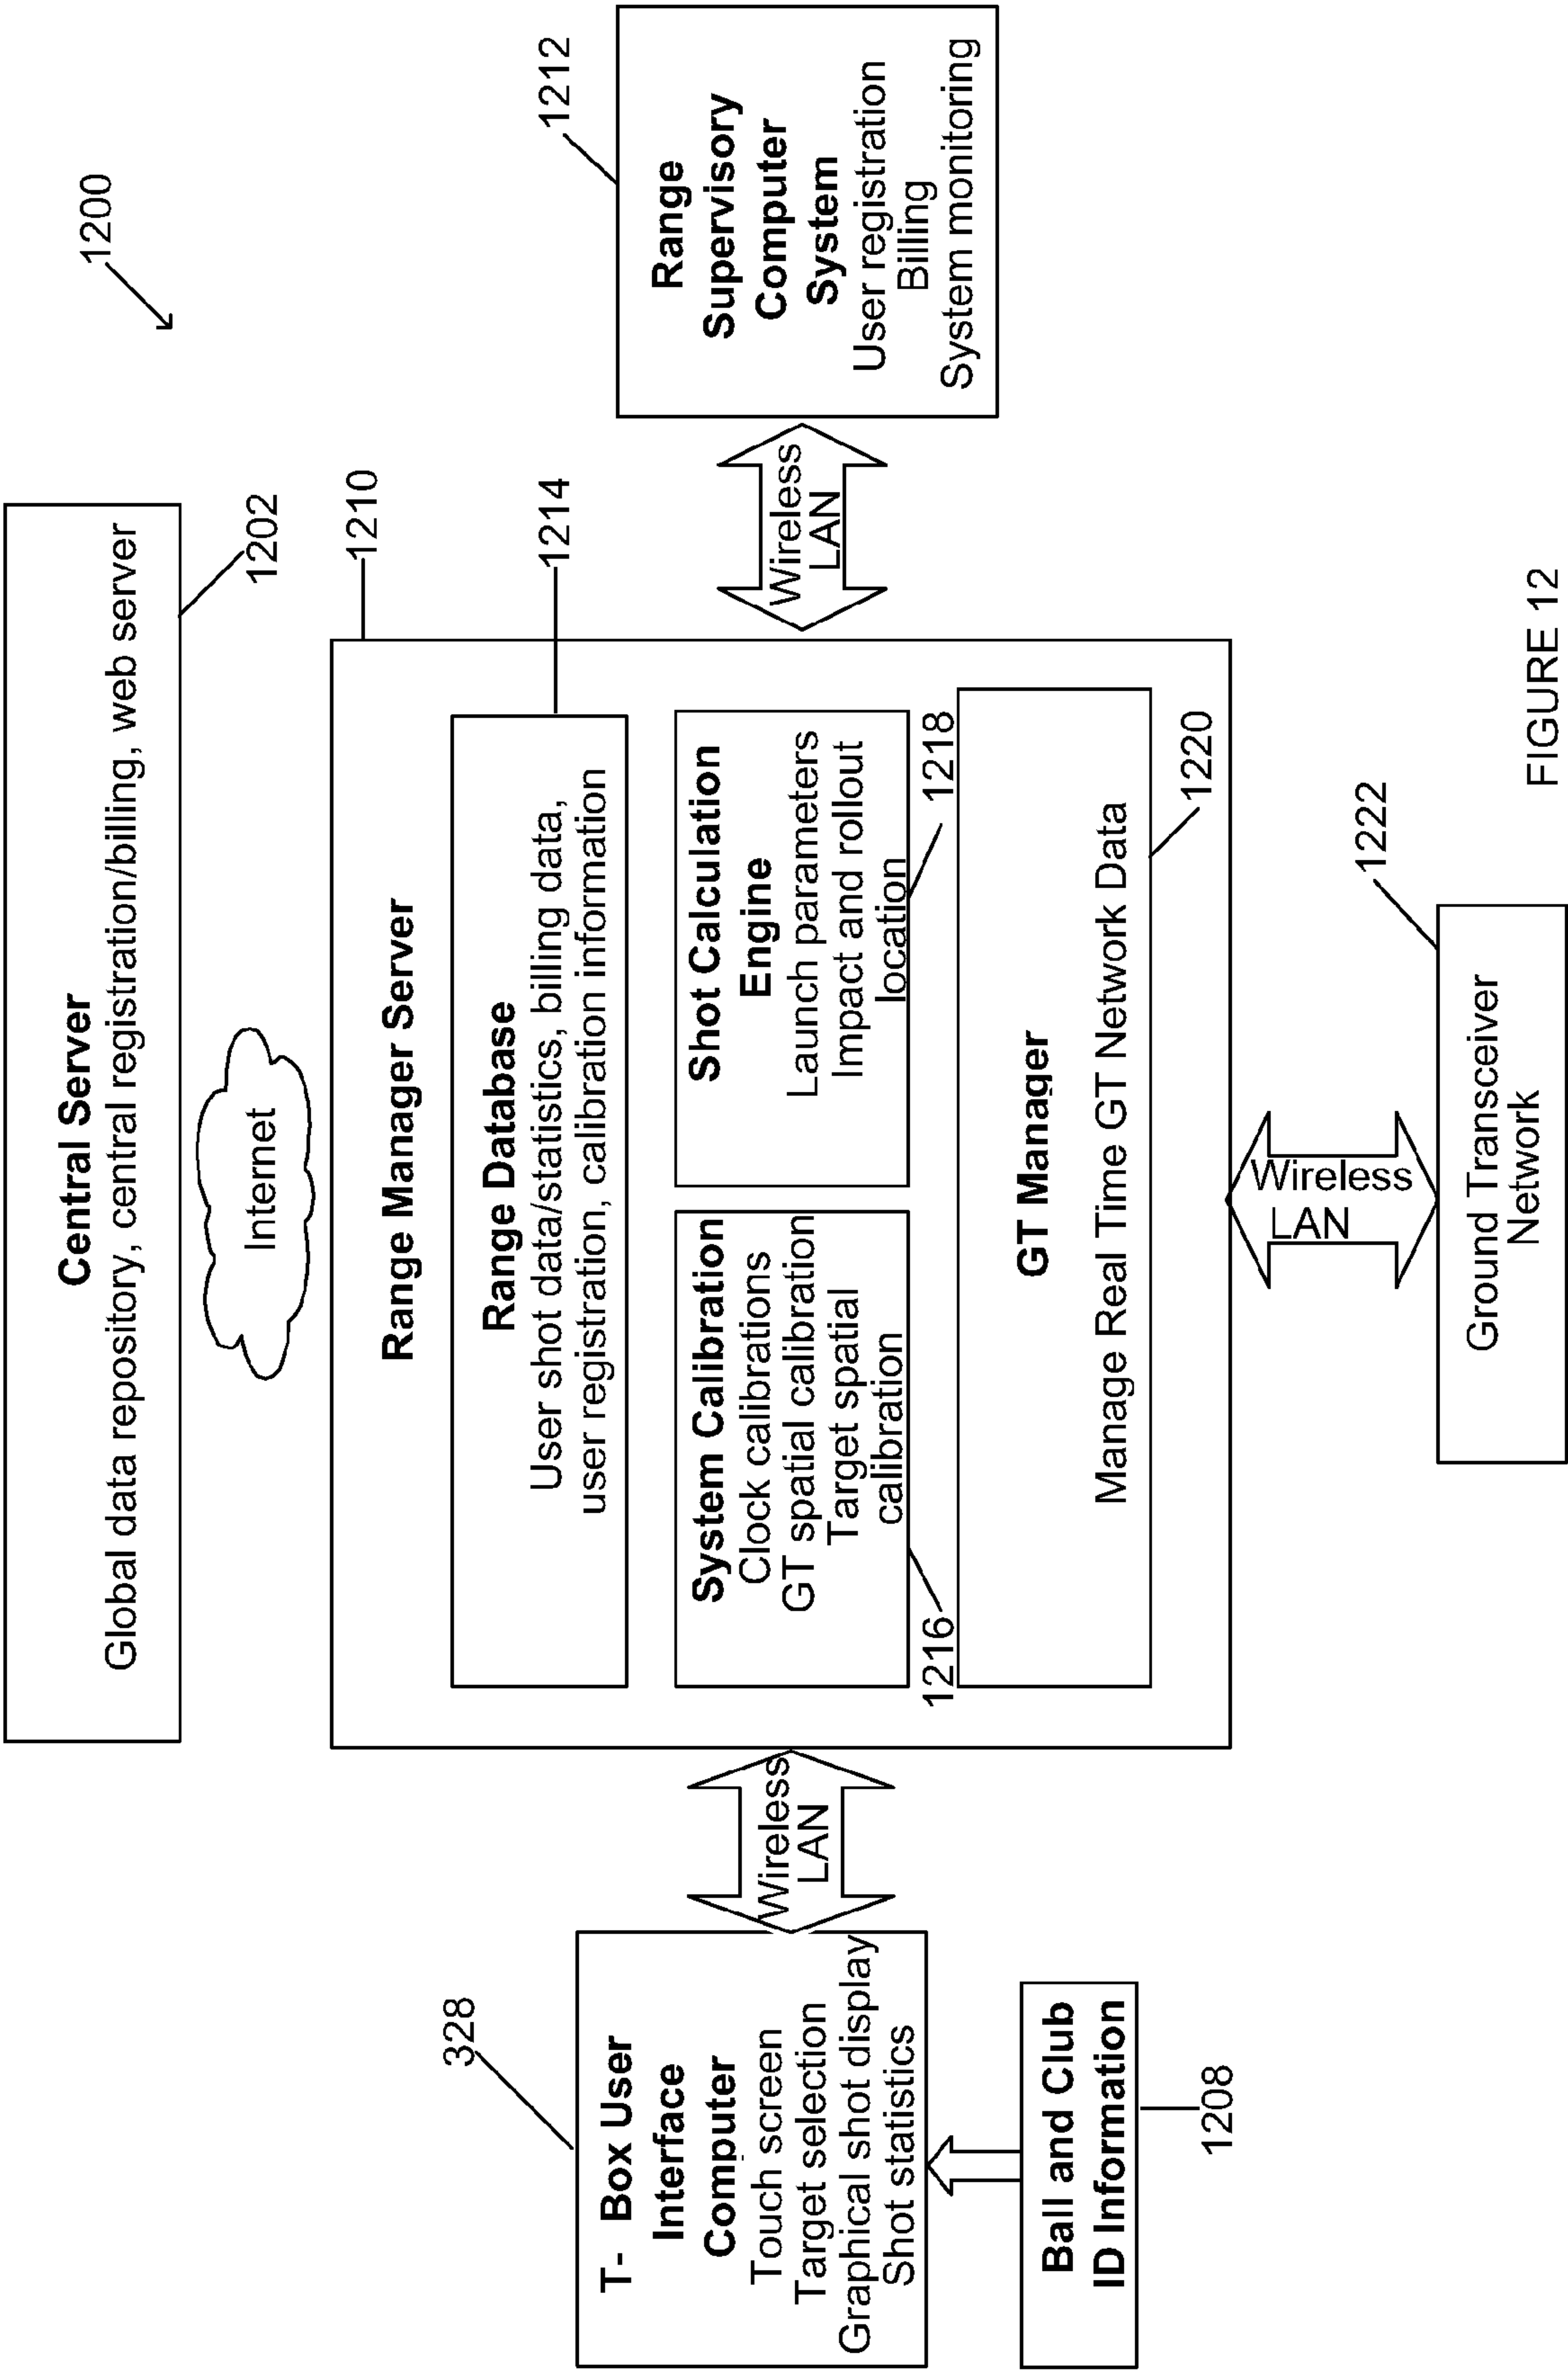 1200
Central Server
Global data repository, central registration/billing, web server
1202
Internet
1210
Range Manager Server
Range Database
User shot data/statistics, billing data,
user registration, calibration information
1214
System Calibration
Clock calibrations
GT spatial calibration
Target spatial
calibration
1216
Shot Calculation
Engine
Launch parameters
Impact and rollout
location
1218
GT Manager
Manage Real Time GT Network Data
1220
328
T- Box User
Interface
Computer
Touch screen
Target selection
Graphical shot display
Shot statistics
Wireless
LAN
Ball and Club
ID Information
1208
Wireless
LAN
1212
Range
Supervisory
Computer
System
User registration
Billing
System monitoring
Wireless
LAN
1222
Ground Transceiver
Network
FIGURE 12